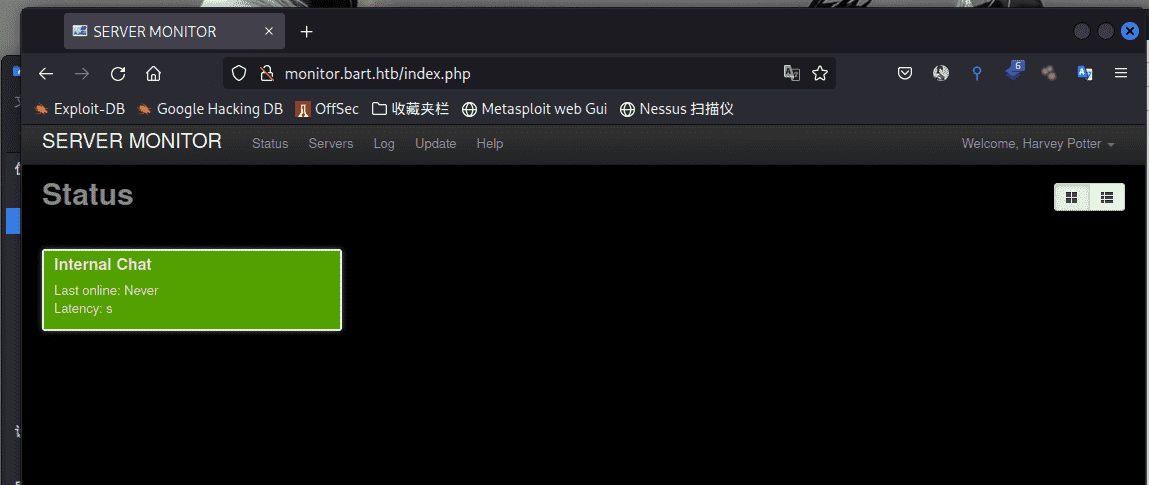 SERVER MONITOR
monitor.bart.htb/index.php
6
Exploit-DB Google Hacking DB OffSec 收藏夹栏 Metasploit web Gui Nessus 扫描仪
SERVER MONITOR Status Servers Log Update Help Welcome, Harvey Potter
Status
Internal Chat
Last online: Never
Latency: s